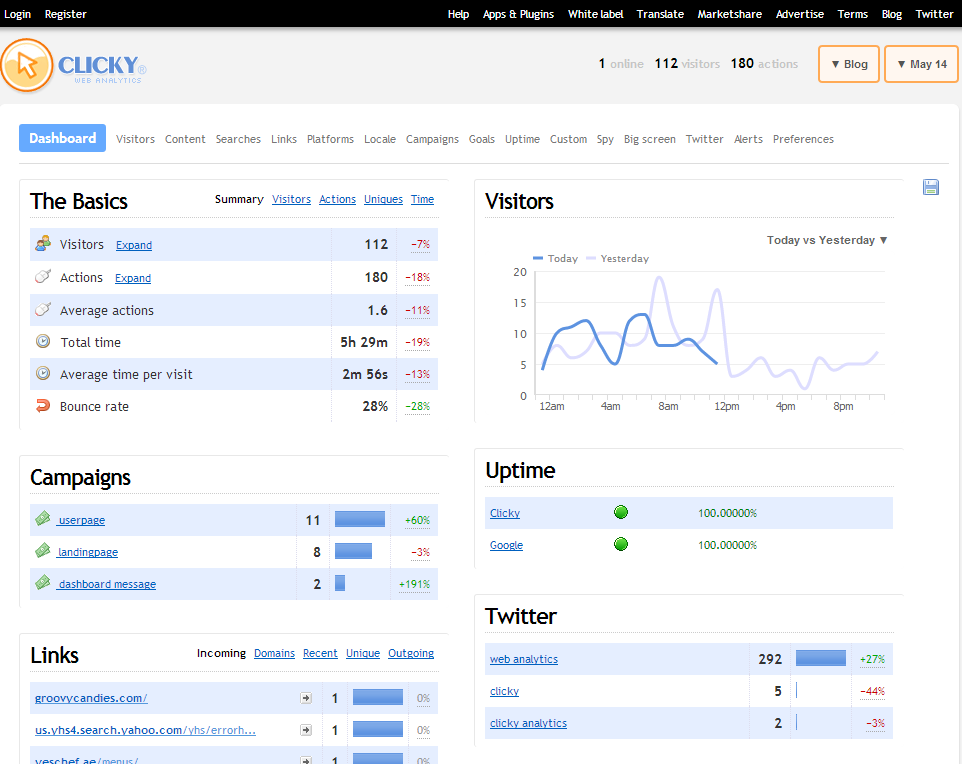 Login Register Help Apps & Plugins White label Translate Marketshare Advertise Terms Blog Twitter
CLICKY®
WEB ANALYTICS
1 online 112 visitors 180 actions ▼ Blog ▼ May 14
Dashboard Visitors Content Searches Links Platforms Locale Campaigns Goals Uptime Custom Spy Big screen Twitter Alerts Preferences
The Basics Summary Visitors Actions Uniques Time
Visitors Expand 112 -7%
Actions Expand 180 -18%
Average actions 1.6 -11%
Total time 5h 29m -19%
Average time per visit 2m 56s -13%
Bounce rate 28% -28%
Visitors
Today vs Yesterday ▼
Today Yesterday
20
15
10
5
0
12am 4am 8am 12pm 4pm 8pm
Campaigns
userpage 11 +60%
landingpage 8 -3%
dashboard message 2 +191%
Uptime
Clicky 100.00000%
Google 100.00000%
Links Incoming Domains Recent Unique Outgoing
groovycandies.com/ 1 0%
us.yhs4.search.yahoo.com/yhs/errorh... 1 0%
yeschef.ae/menus/ 1 0%
Twitter
web analytics 292 +27%
clicky 5 -44%
clicky analytics 2 -3%